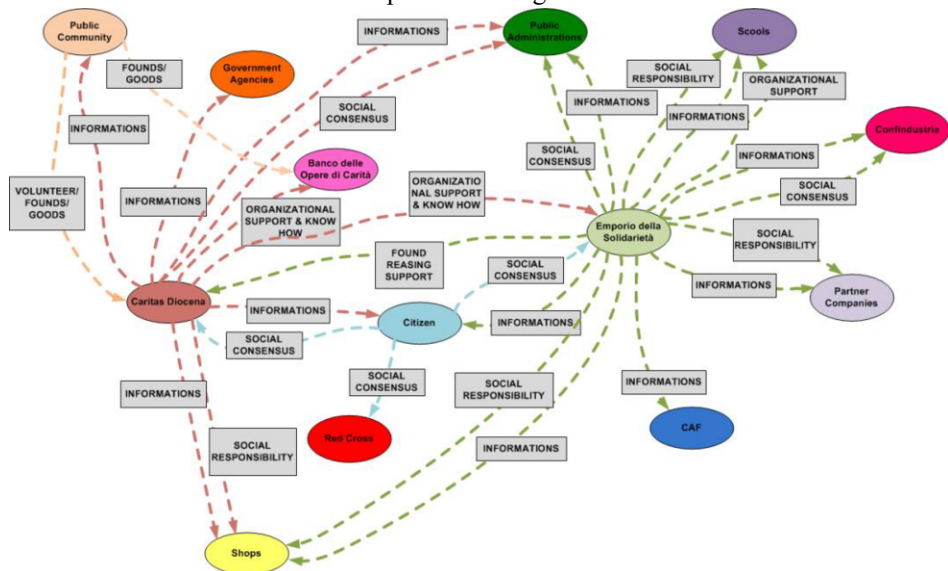 Public
Community
INFORMATIONS
Public
Administrations
Scools
FOUNDS/
GOODS
Government
Agencies
SOCIAL
RESPONSIBILITY
ORGANIZATIONAL
SUPPORT
INFORMATIONS
SOCIAL
CONSENSUS
INFORMATIONS
INFORMATIONS
Confindustria
INFORMATIONS
SOCIAL
CONSENSUS
Banco delle
Opere di Carità
SOCIAL
CONSENSUS
VOLUNTEER/
FOUNDS/
GOODS
INFORMATIONS
ORGANIZATIONAL
SUPPORT & KNOW
HOW
ORGANIZATIO
NAL SUPPORT
& KNOW HOW
Emporio della
Solidarietà
SOCIAL
RESPONSIBILITY
FOUND
REASING
SUPPORT
SOCIAL
CONSENSUS
INFORMATIONS
Partner
Companies
Caritas Diocena
INFORMATIONS
Citizen
INFORMATIONS
SOCIAL
CONSENSUS
SOCIAL
CONSENSUS
INFORMATIONS
SOCIAL
RESPONSIBILITY
INFORMATIONS
Red Cross
CAF
SOCIAL
RESPONSIBILITY
INFORMATIONS
Shops